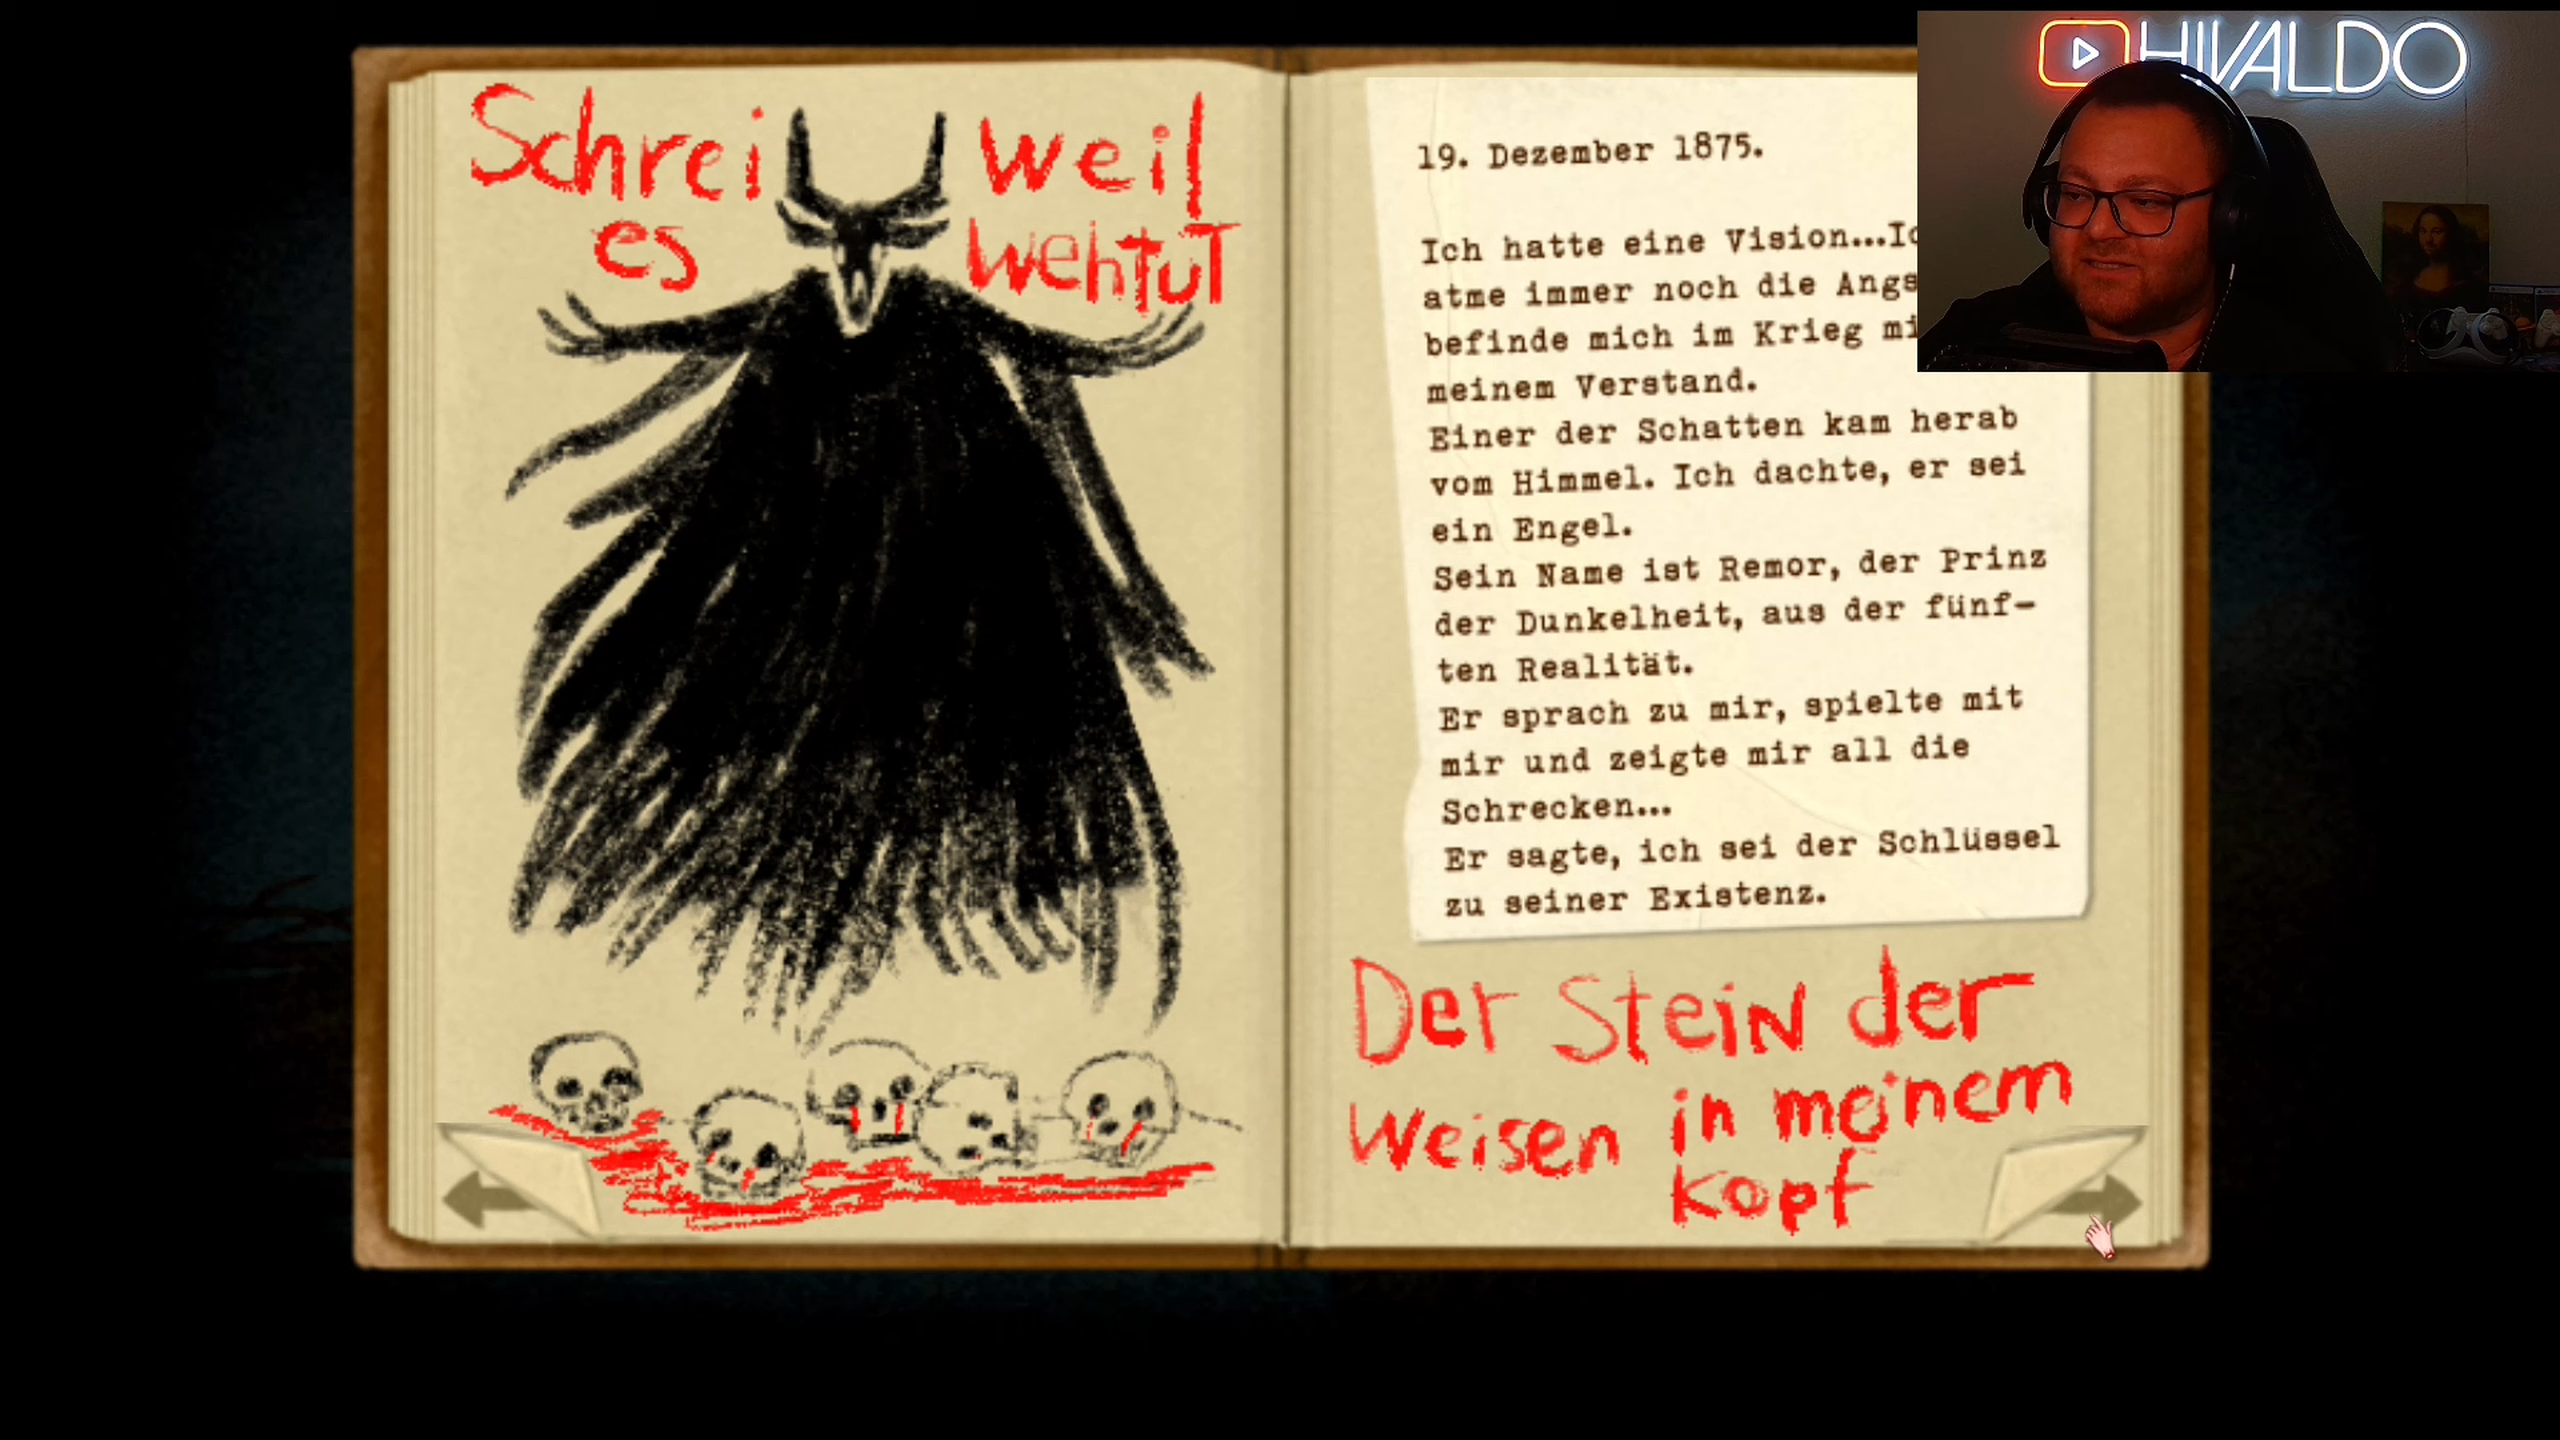 Schrei weil
es wehtuT
19. Dezember 1875.
Ich hatte eine Vision...
atme immer noch die
befinde mich im Krieg
meinem Verstand.
Einer der Schatten kam herab
vom Himmel. Ich dachte, er sei
ein Engel.
Sein Name ist Remor, der Prinz
der Dunkelheit, aus der fünf-
ten Realität.
Er sprach zu mir, spielte mit
mir und zeigte mir all die
Schrecken...
Er sagte, ich sei der Schlüssel
zu seiner Existenz.
Der SteiN der
Weisen in meinem
kopf
HIVALDO